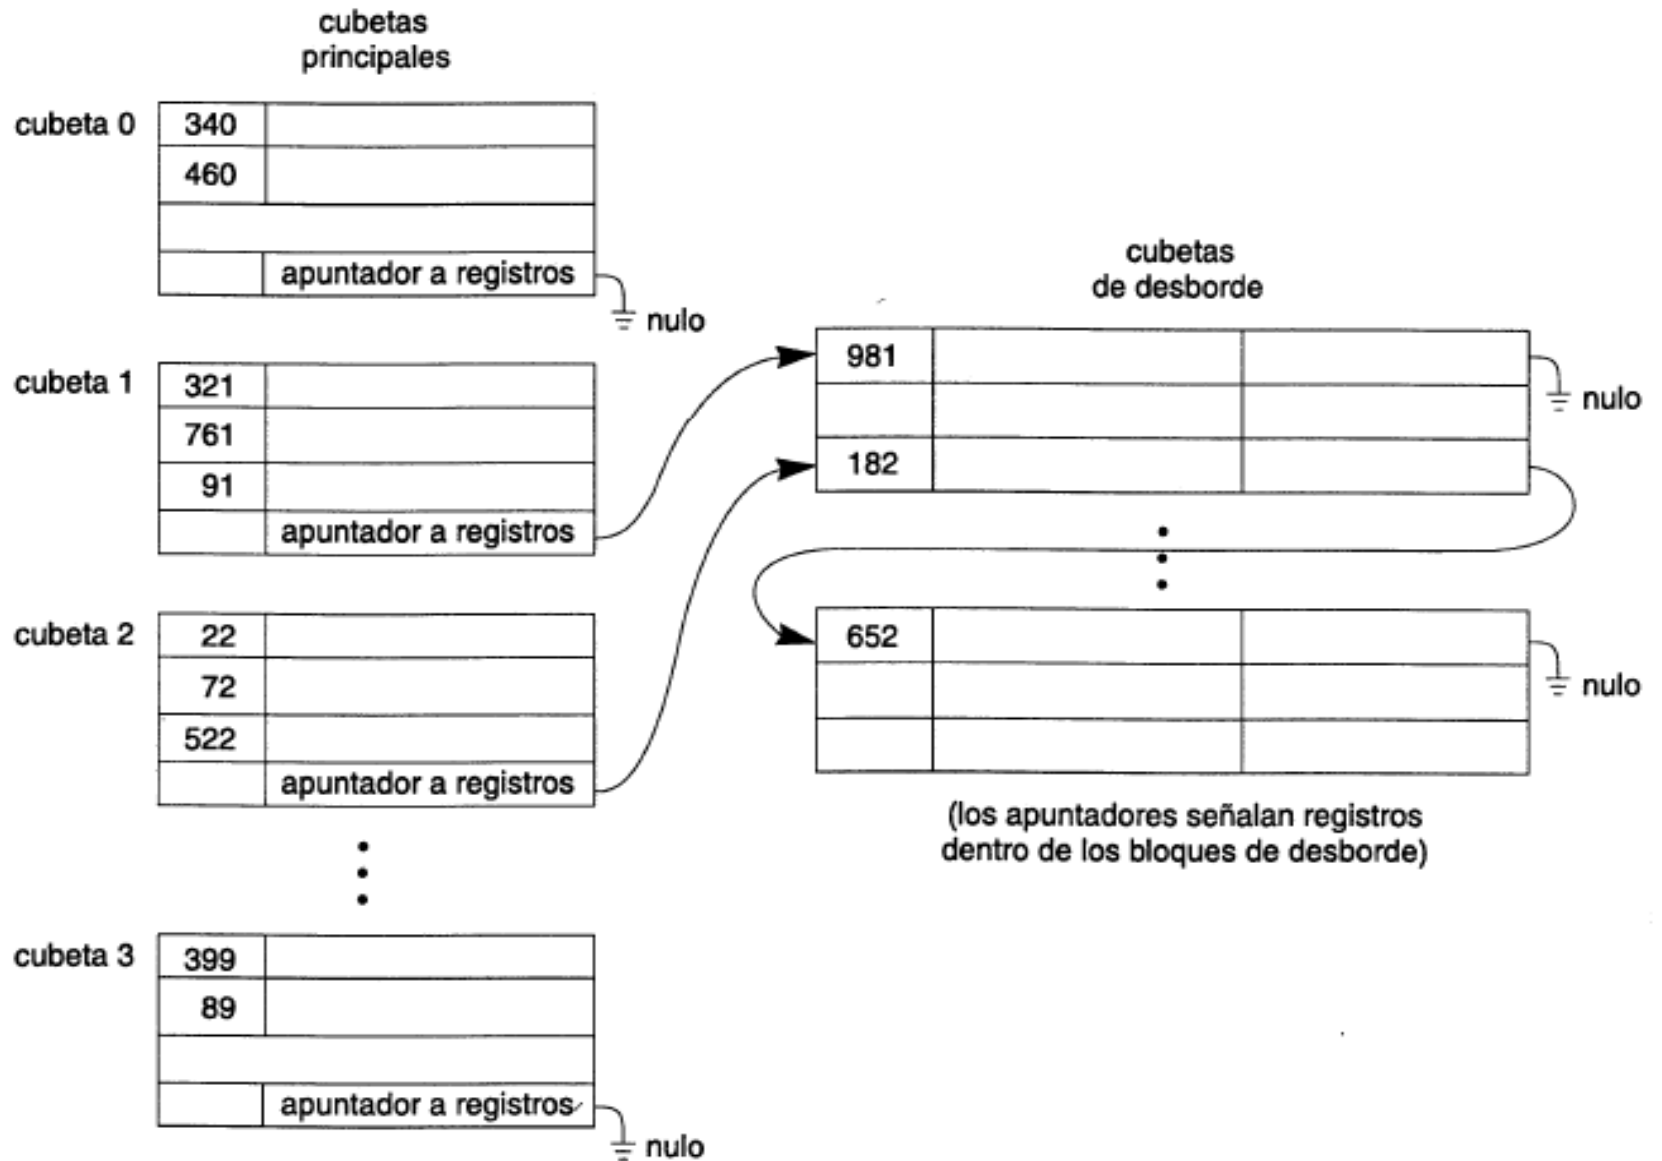 cubetas
principales
cubeta 0
340
460
apuntador a registros
nulo
cubeta 1
321
761
91
apuntador a registros
cubeta 2
22
72
522
apuntador a registros
cubeta 3
399
89
apuntador a registros
nulo
cubetas
de desborde
981
nulo
182
652
nulo
(los apuntadores señalan registros
dentro de los bloques de desborde)